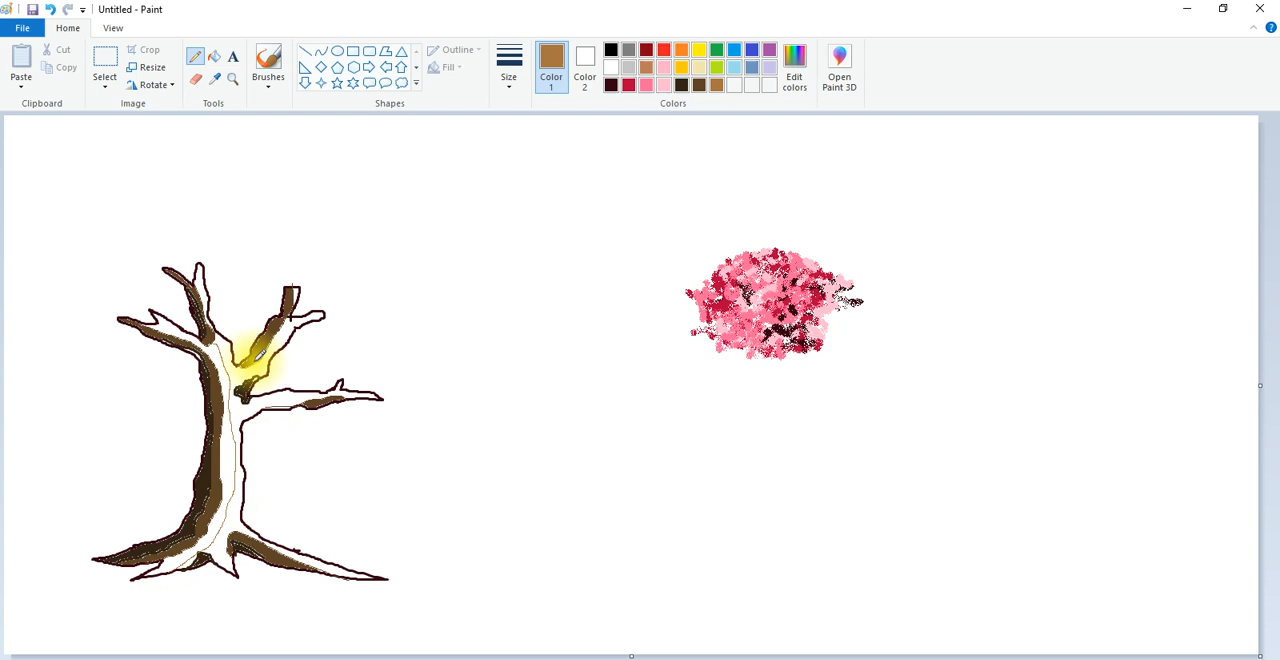 Untitled - Paint
File Home View
Paste
Cut
Copy
Clipboard
Select
Crop
Resize
Rotate
Image
A
Tools
Brushes
Shapes
Outline
Fill
Size
Color 1
Color 2
Edit colors
Colors
Open Paint 3D